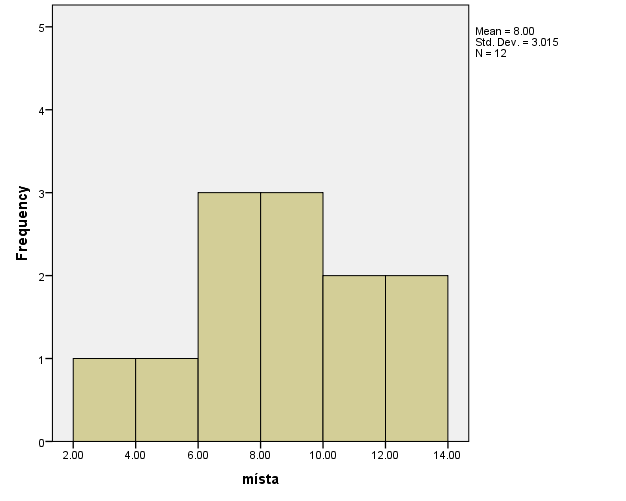 Mean = 8.00
Std. Dev. = 3.015
N = 12
5
4
3
2
1
0
Frequency
2.00 4.00 6.00 8.00 10.00 12.00 14.00
místa